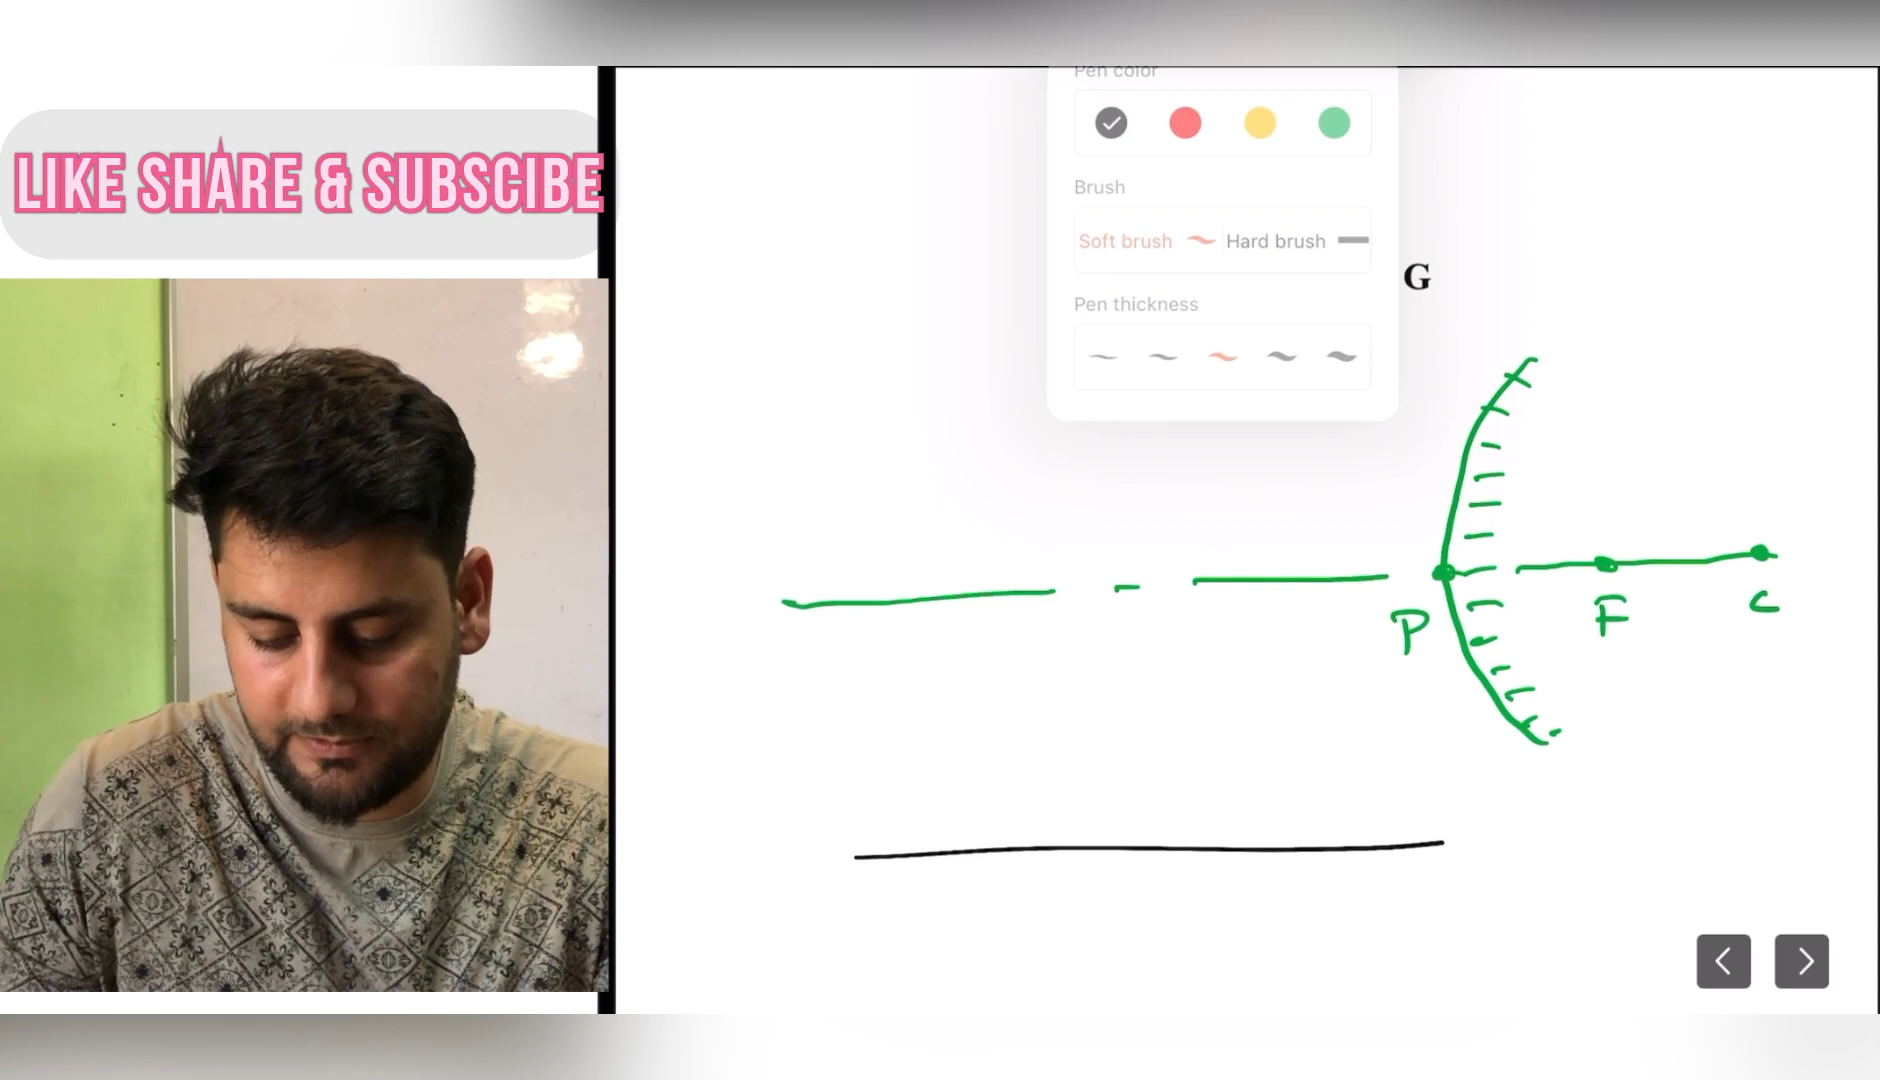 LIKE SHARE & SUBSCIBE
Pen color
Brush
Soft brush Hard brush
G
Pen thickness
P F C